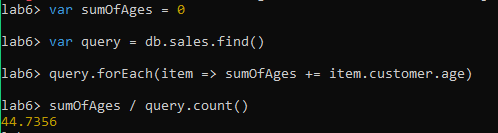 lab6> var sumOfAges = 0
lab6> var query = db.sales.find()
lab6> query.forEach(item => sumOfAges += item.customer.age)
lab6> sumOfAges / query.count()
44.7356